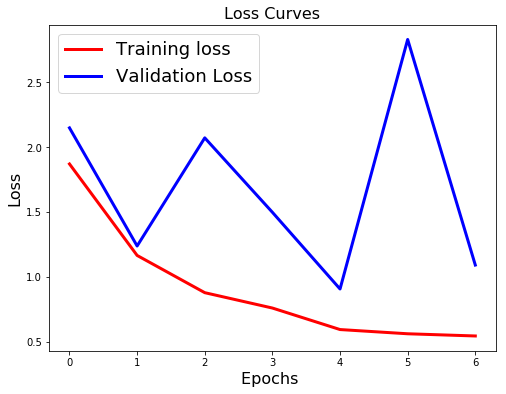 Loss Curves
Training loss
Validation Loss
2.5
2.0
1.5
1.0
0.5
Loss
0 1 2 3 4 5 6
Epochs